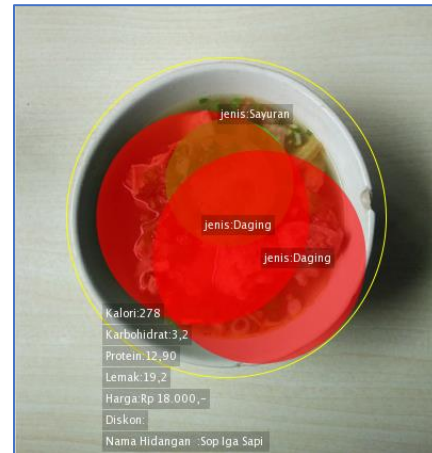 jenis:Sayuran
jenis:Daging
jenis:Daging
Kalori:278
Karbohidrat:3,2
Protein:12,90
Lemak:19,2
Harga:Rp 18.000,-
Diskon:
Nama Hidangan :Sop Iga Sapi